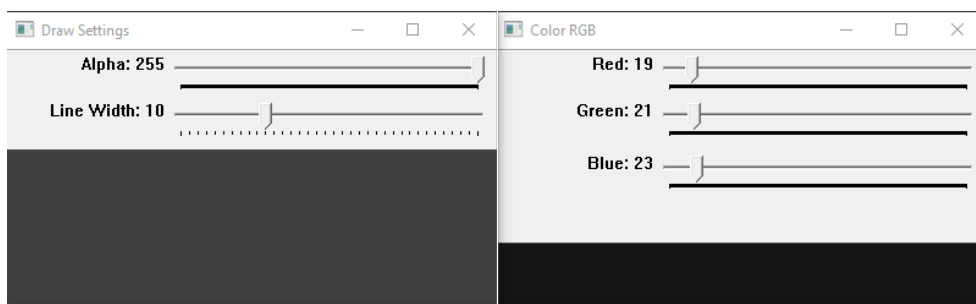 Draw Settings
Alpha: 255
Line Width: 10
Color RGB
Red: 19
Green: 21
Blue: 23